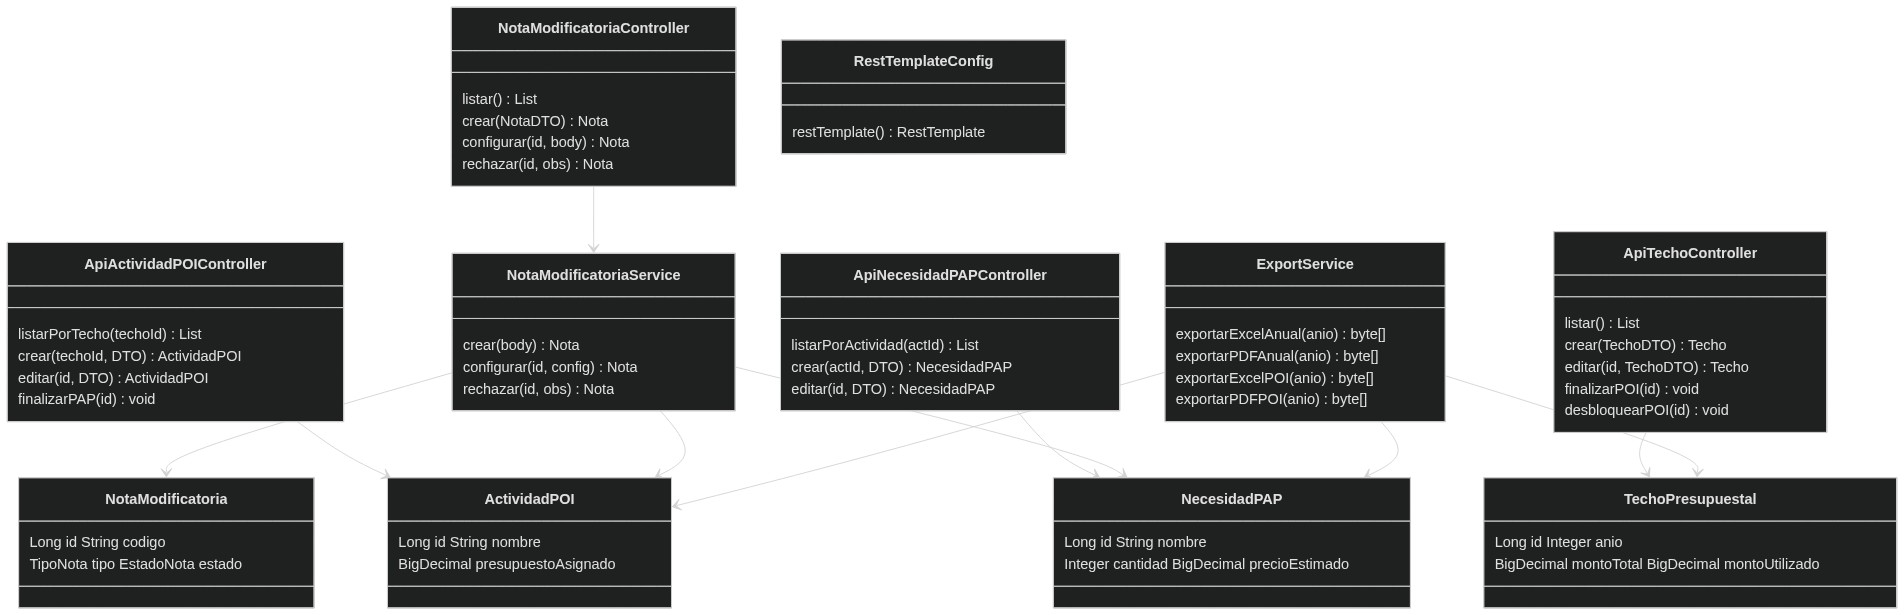 NotaModificatoriaController
listar() : List
crear(NotaDTO) : Nota
configurar(id, body) : Nota
rechazar(id, obs) : Nota
RestTemplateConfig
restTemplate() : RestTemplate
ApiActividadPOIController
listarPorTecho(techoId) : List
crear(techoId, DTO) : ActividadPOI
editar(id, DTO) : ActividadPOI
finalizarPAP(id) : void
NotaModificatoriaService
crear(body) : Nota
configurar(id, config) : Nota
rechazar(id, obs) : Nota
ApiNecesidadPAPController
listarPorActividad(actId) : List
crear(actId, DTO) : NecesidadPAP
editar(id, DTO) : NecesidadPAP
ExportService
exportarExcelAnual(anio) : byte[]
exportarPDFAnual(anio) : byte[]
exportarExcelPOI(anio) : byte[]
exportarPDFPOI(anio) : byte[]
ApiTechoController
listar() : List
crear(TechoDTO) : Techo
editar(id, TechoDTO) : Techo
finalizarPOI(id) : void
desbloquearPOI(id) : void
NotaModificatoria
Long id String codigo
TipoNota tipo EstadoNota estado
ActividadPOI
Long id String nombre
BigDecimal presupuestoAsignado
NecesidadPAP
Long id String nombre
Integer cantidad BigDecimal precioEstimado
TechoPresupuestal
Long id Integer anio
BigDecimal montoTotal BigDecimal montoUtilizado